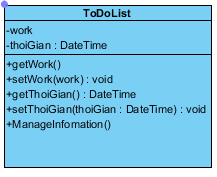 ToDoList
-work
-thoiGian : DateTime
+getWork()
+setWork(work) : void
+getThoiGian() : DateTime
+setThoiGian(thoiGian : DateTime) : void
+ManageInfomation()